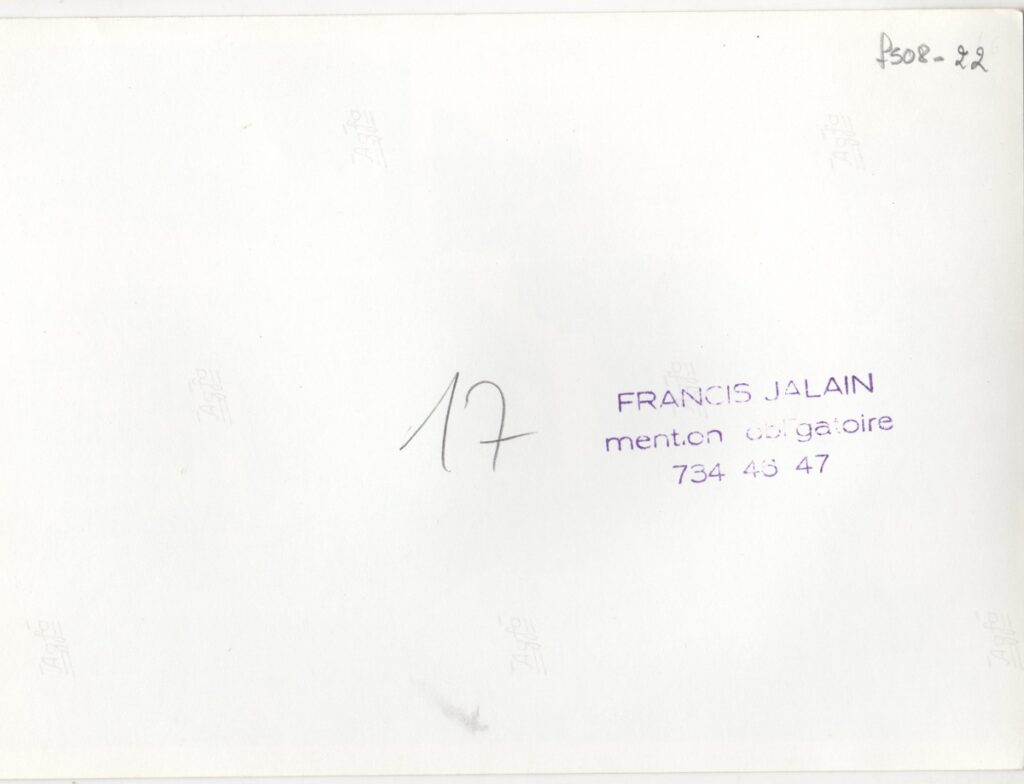 f508-22
17
FRANCIS JALAIN
mention obligatoire
734 46 47